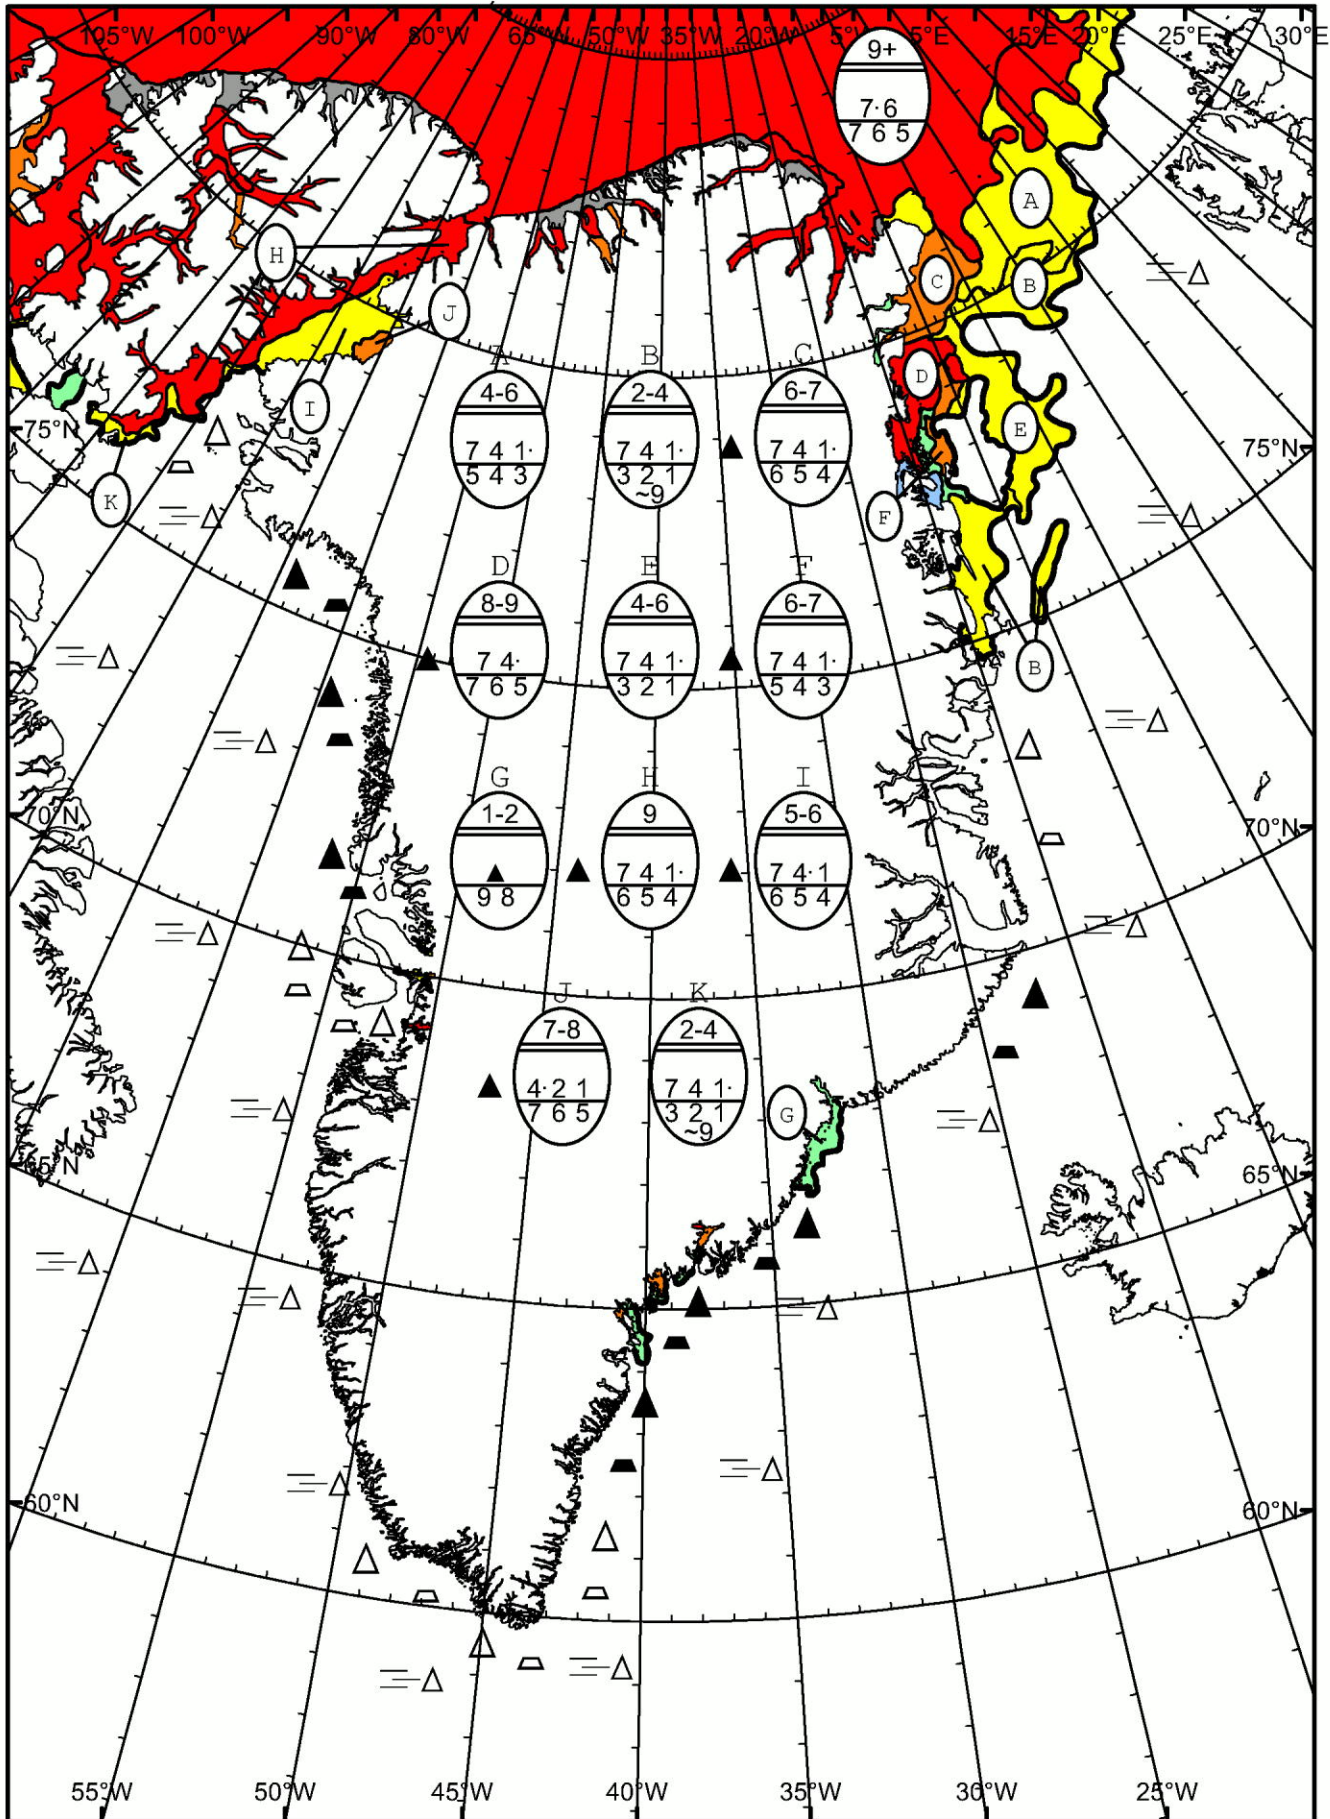 105°W 100°W 90°W 80°W 65°W 50°W 35°W 20°W 5°W 5°E 15°E 20°E 25°E 30°E
9+
7· 6
7 6 5
A
H
C
B
J
D
I
75°N
E
75°N
K
F
A B C
4-6 2-4 6-7
7 4 1· 7 4 1· 7 4 1·
5 4 3 3 2 1 6 5 4
~9
D E F
8-9 4-6 6-7
7 4· 7 4 1· 7 4 1·
7 6 5 3 2 1 5 4 3
B
G H I
1-2 9 5-6
7 4 1· 7 4· 1
9 8 6 5 4 6 5 4
70°N 70°N
J K
7-8 2-4
4· 2 1 7 4 1·
7 6 5 3 2 1
~9
G
65°N 65°N
60°N 60°N
55°W 50°W 45°W 40°W 35°W 30°W 25°W